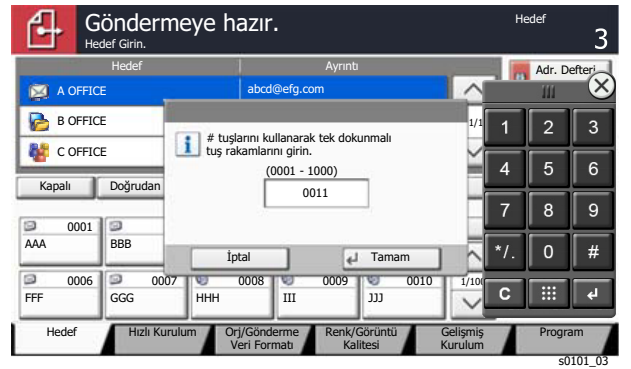 Göndermeye hazır.
Hedef Girin.
Hedef
3
Hedef
Ayrıntı
Adr. Defteri
A OFFICE
abcd@efg.com
B OFFICE
C OFFICE
1/1
# tuşlarını kullanarak tek dokunmalı
tuş rakamlarını girin.
(0001 - 1000)
0011
İptal
Tamam
1 2 3
4 5 6
7 8 9
*/. 0 #
C
Kapalı
Doğrudan
0001
AAA
BBB
0006
FFF
0007
GGG
0008
HHH
0009
III
0010
JJJ
Hedef
Hızlı Kurulum
Orj/Gönderme
Veri Formatı
Renk/Görüntü
Kalitesi
Gelişmiş
Kurulum
Program
s0101_03